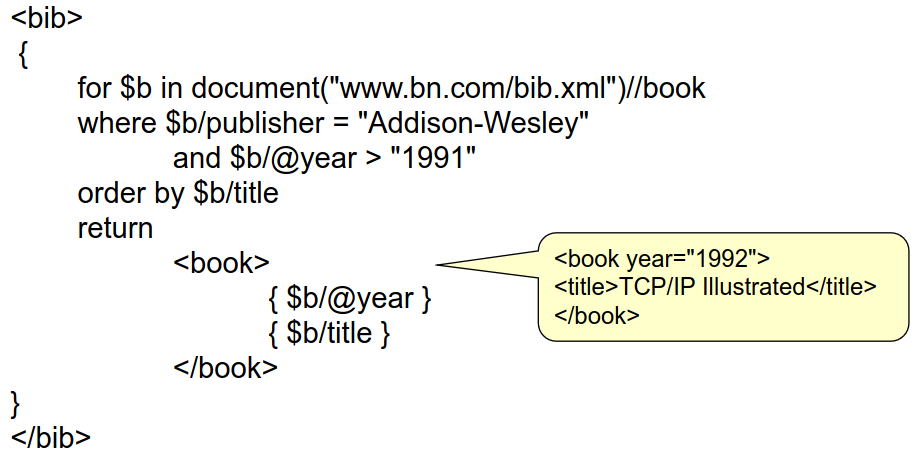 <bib>
{
for $b in document("www.bn.com/bib.xml")//book
where $b/publisher = "Addison-Wesley"
and $b/@year > "1991"
order by $b/title
return
<book>
{ $b/@year }
{ $b/title }
</book>
}
</bib>
<book year="1992">
<title>TCP/IP Illustrated</title>
</book>